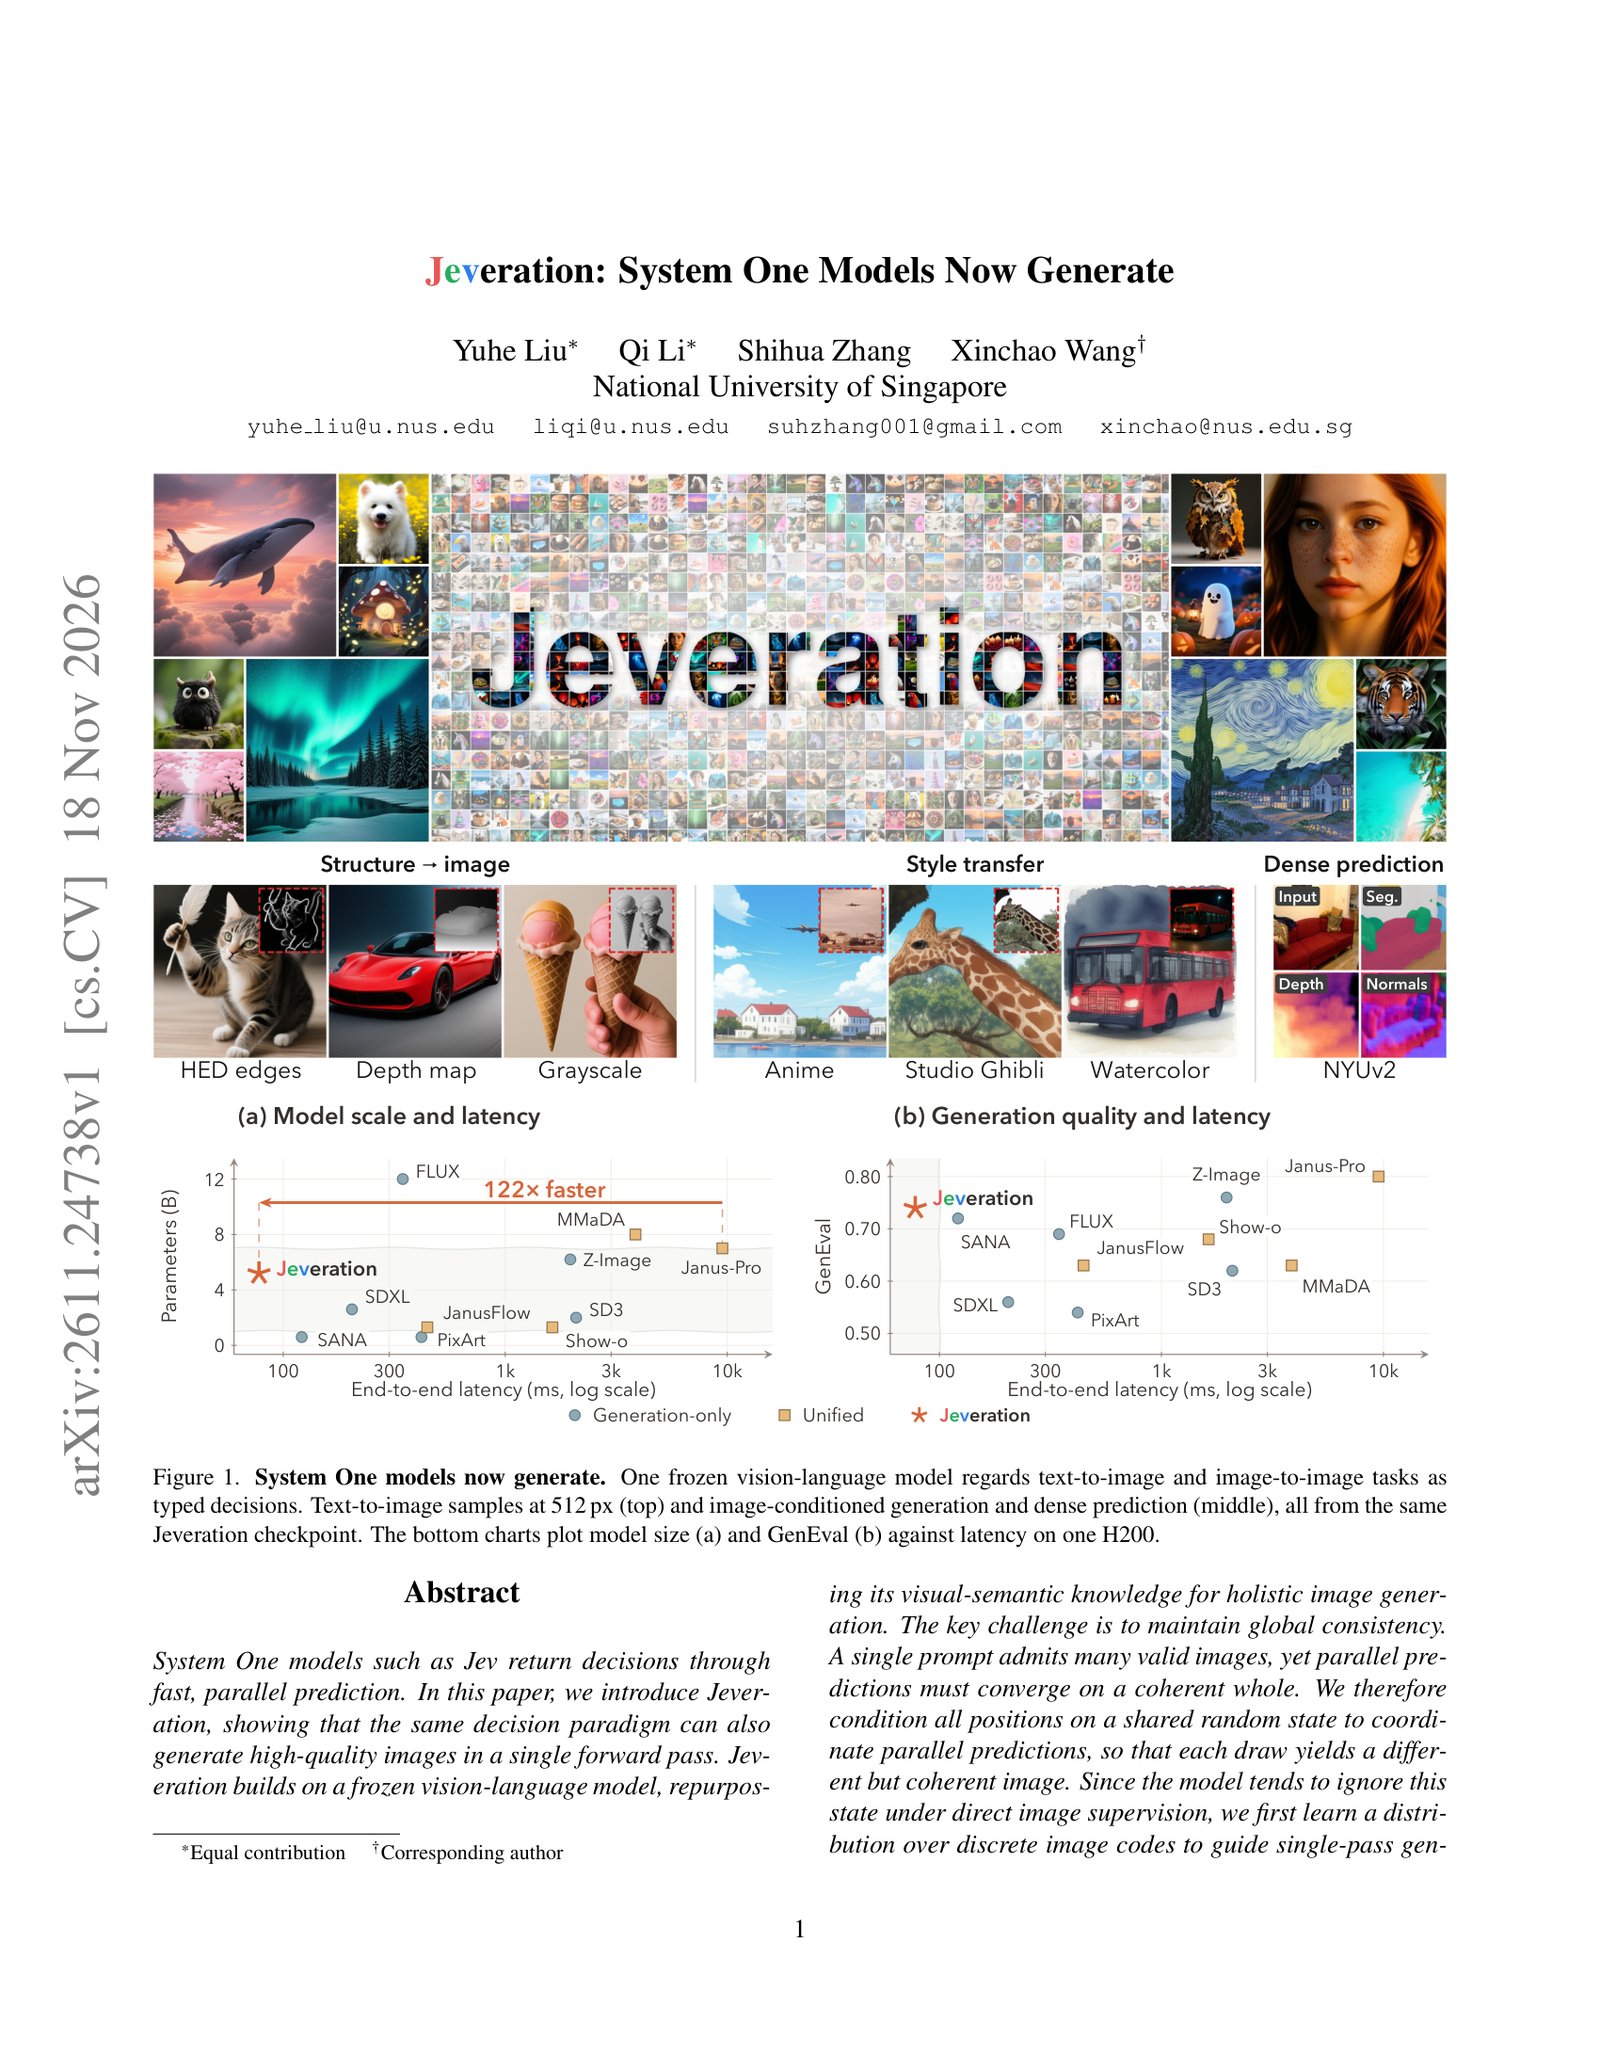 arXiv:2611.24738v1 [cs.CV] 18 Nov 2026
Jeveration: System One Models Now Generate
Yuhe Liu* Qi Li* Shihua Zhang Xinchao Wang†
National University of Singapore
yuhe_liu@u.nus.edu liqi@u.nus.edu suhzhang001@gmail.com xinchao@nus.edu.sg
Jeveration
Structure → image Style transfer Dense prediction
Input Seg.
Depth Normals
HED edges Depth map Grayscale Anime Studio Ghibli Watercolor NYUv2
(a) Model scale and latency
Parameters (B)
12
8
4
0
FLUX
122× faster
MMaDA
Z-Image
Janus-Pro
Jeveration
SDXL
JanusFlow
SD3
SANA
PixArt
Show-o
100 300 1k 3k 10k
End-to-end latency (ms, log scale)
(b) Generation quality and latency
GenEval
0.80
0.70
0.60
0.50
Janus-Pro
Z-Image
Jeveration
FLUX
Show-o
SANA
JanusFlow
SD3
MMaDA
SDXL
PixArt
100 300 1k 3k 10k
End-to-end latency (ms, log scale)
Generation-only Unified Jeveration
Figure 1. System One models now generate. One frozen vision-language model regards text-to-image and image-to-image tasks as
typed decisions. Text-to-image samples at 512 px (top) and image-conditioned generation and dense prediction (middle), all from the same
Jeveration checkpoint. The bottom charts plot model size (a) and GenEval (b) against latency on one H200.
Abstract
System One models such as Jev return decisions through
fast, parallel prediction. In this paper, we introduce Jever-
ation, showing that the same decision paradigm can also
generate high-quality images in a single forward pass. Jev-
eration builds on a frozen vision-language model, repurpos-
*Equal contribution †Corresponding author
ing its visual-semantic knowledge for holistic image gener-
ation. The key challenge is to maintain global consistency.
A single prompt admits many valid images, yet parallel pre-
dictions must converge on a coherent whole. We therefore
condition all positions on a shared random state to coordi-
nate parallel predictions, so that each draw yields a differ-
ent but coherent image. Since the model tends to ignore this
state under direct image supervision, we first learn a distri-
bution over discrete image codes to guide single-pass gen-
1